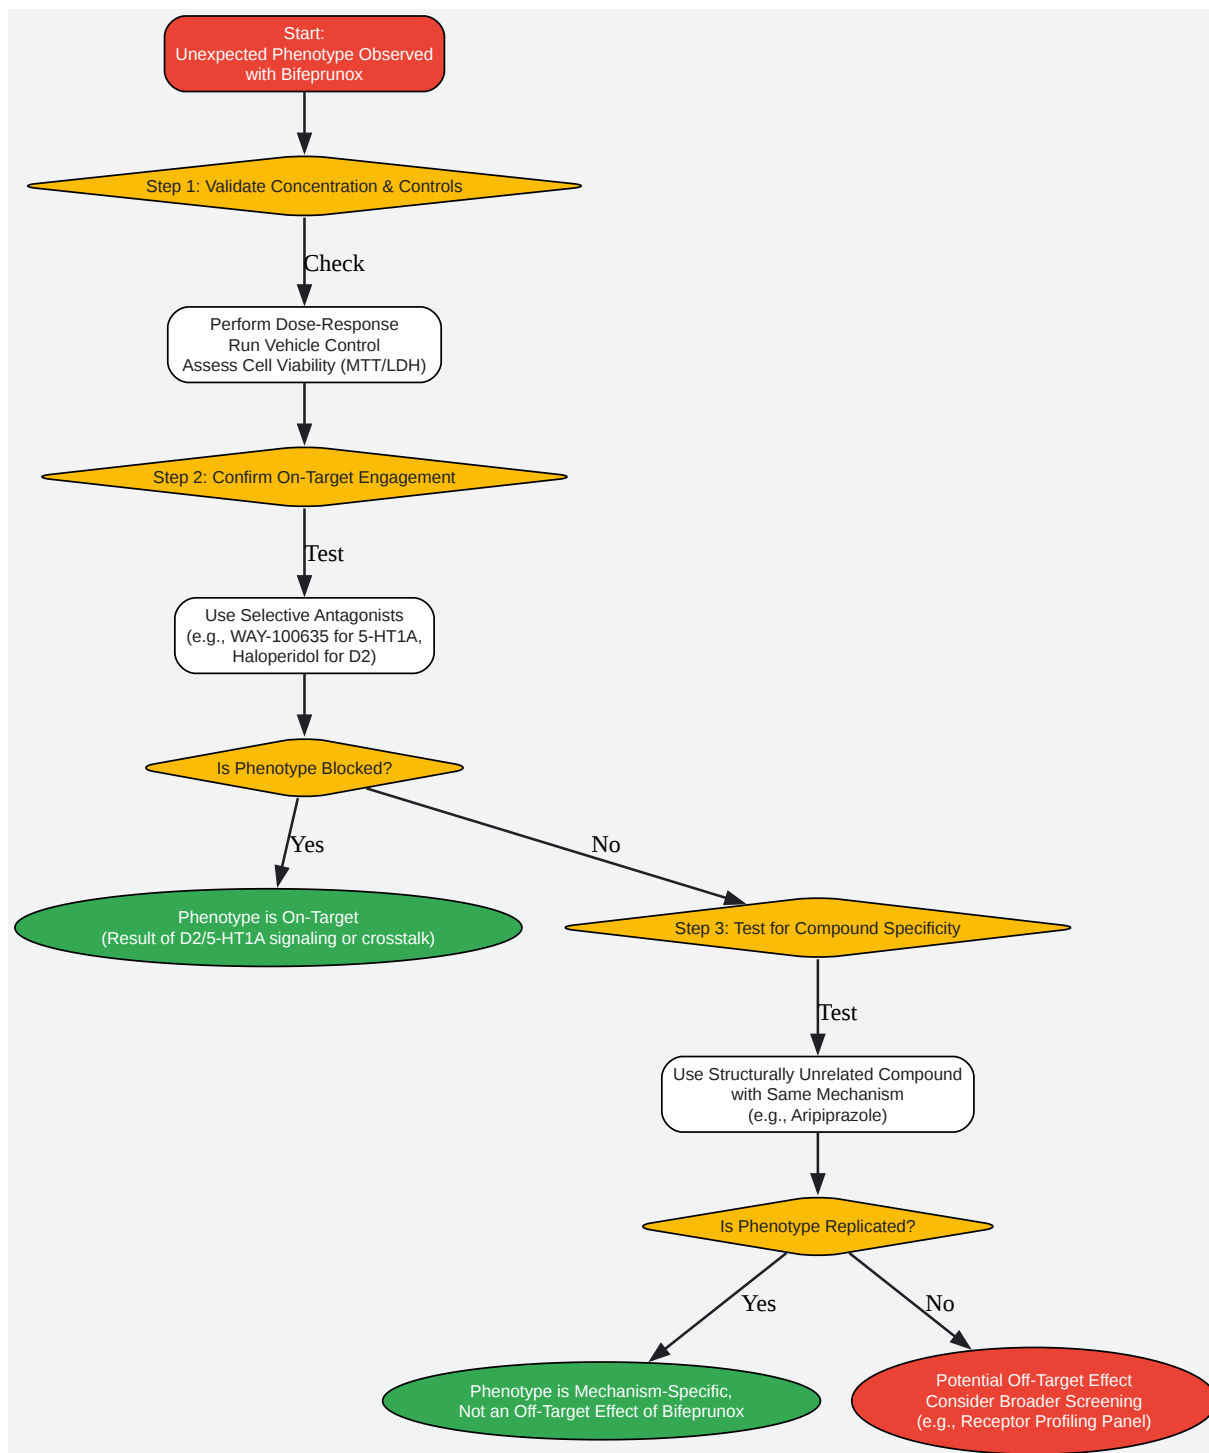 Start:
Unexpected Phenotype Observed
with Bifeprunox
Step 1: Validate Concentration & Controls
Check
Perform Dose-Response
Run Vehicle Control
Assess Cell Viability (MTT/LDH)
Step 2: Confirm On-Target Engagement
Test
Use Selective Antagonists
(e.g., WAY-100635 for 5-HT1A,
Haloperidol for D2)
Is Phenotype Blocked?
Yes
No
Phenotype is On-Target
(Result of D2/5-HT1A signaling or crosstalk)
Step 3: Test for Compound Specificity
Test
Use Structurally Unrelated Compound
with Same Mechanism
(e.g., Aripiprazole)
Is Phenotype Replicated?
Yes
No
Phenotype is Mechanism-Specific,
Not an Off-Target Effect of Bifeprunox
Potential Off-Target Effect
Consider Broader Screening
(e.g., Receptor Profiling Panel)